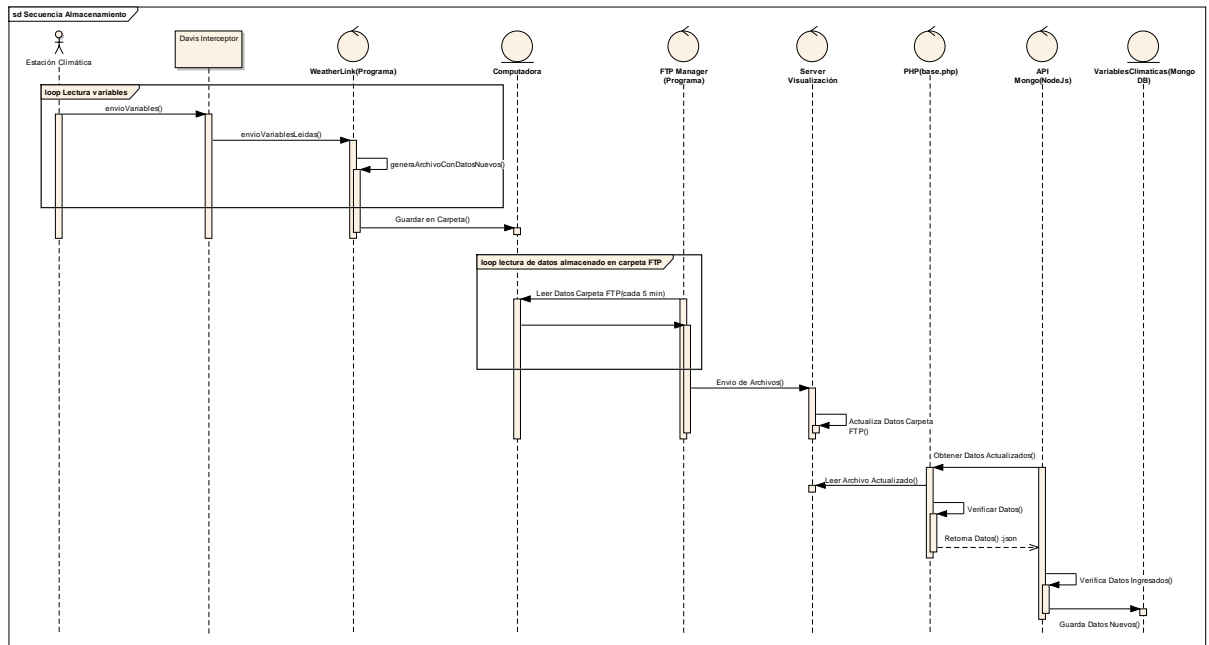 sd Secuencia Almacenamiento
Estación Climática
Davis Interceptor
WeatherLink(Programa)
Computadora
FTP Manager
(Programa)
Server
Visualización
PHP(base.php)
API
Mongo(NodeJs)
VariablesClimaticas(Mongo
DB)
loop Lectura variables
envioVariables()
envioVariablesLeidas()
generaArchivoConDatosNuevos()
Guardar en Carpeta()
loop lectura de datos almacenado en carpeta FTP
Leer Datos Carpeta FTP(cada 5 min)
Envio de Archivos()
Actualiza Datos Carpeta
FTP()
Obtener Datos Actualizados()
Leer Archivo Actualizado()
Verificar Datos()
Retorna Datos() :json
Verifica Datos Ingresados()
Guarda Datos Nuevos()